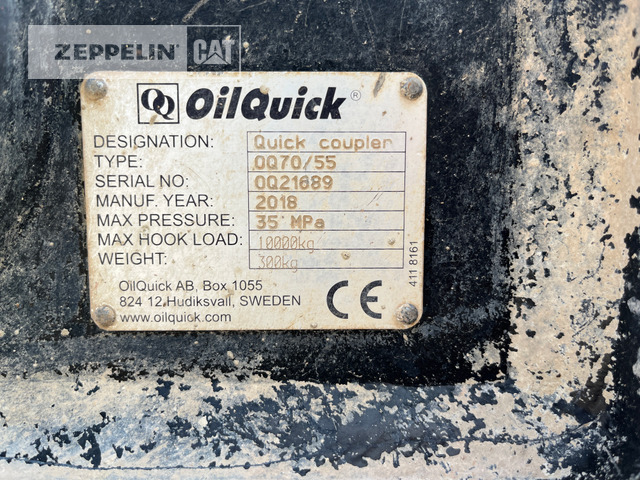 ZEPPELIN CAT
OQ OilQuick®
DESIGNATION: Quick coupler
TYPE: OQ70/55
SERIAL NO: OQ21689
MANUF. YEAR: 2018
MAX PRESSURE: 35 MPa
MAX HOOK LOAD: 10000kg
WEIGHT: 300kg
OilQuick AB, Box 1055
824 12 Hudiksvall, SWEDEN
www.oilquick.com
CE
411 8161